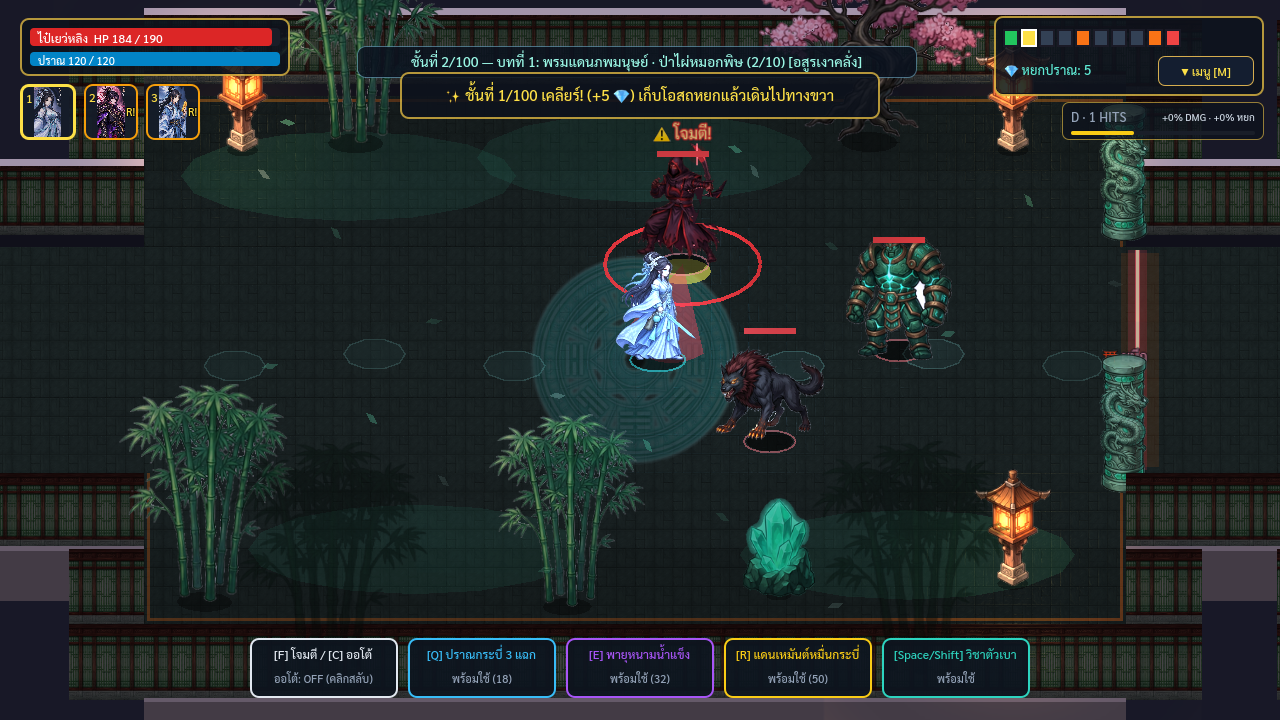 ไป๋เยว่หลิง HP 184 / 190
ปราณ 120 / 120
1
2
R!
3
R!
ชั้นที่ 2/100 — บทที่ 1: พรมแดนภพมนุษย์ · ป่าไผ่หมอกพิษ (2/10) [อสูรเงาคลั่ง]
✨ ชั้นที่ 1/100 เคลียร์! (+5 💎) เก็บโอสถหยกแล้วเดินไปทางขวา
💎 หยกปราณ: 5
▼ เมนู [M]
D · 1 HITS
+0% DMG · +0% หยก
⚠ โจมตี!
[F] โจมตี / [C] ออโต้
ออโต้: OFF (คลิกสลับ)
[Q] ปราณกระบี่ 3 แฉก
พร้อมใช้ (18)
[E] พายุหนามน้ำแข็ง
พร้อมใช้ (32)
[R] แดนเหมันต์หมื่นกระบี่
พร้อมใช้ (50)
[Space/Shift] วิชาตัวเบา
พร้อมใช้